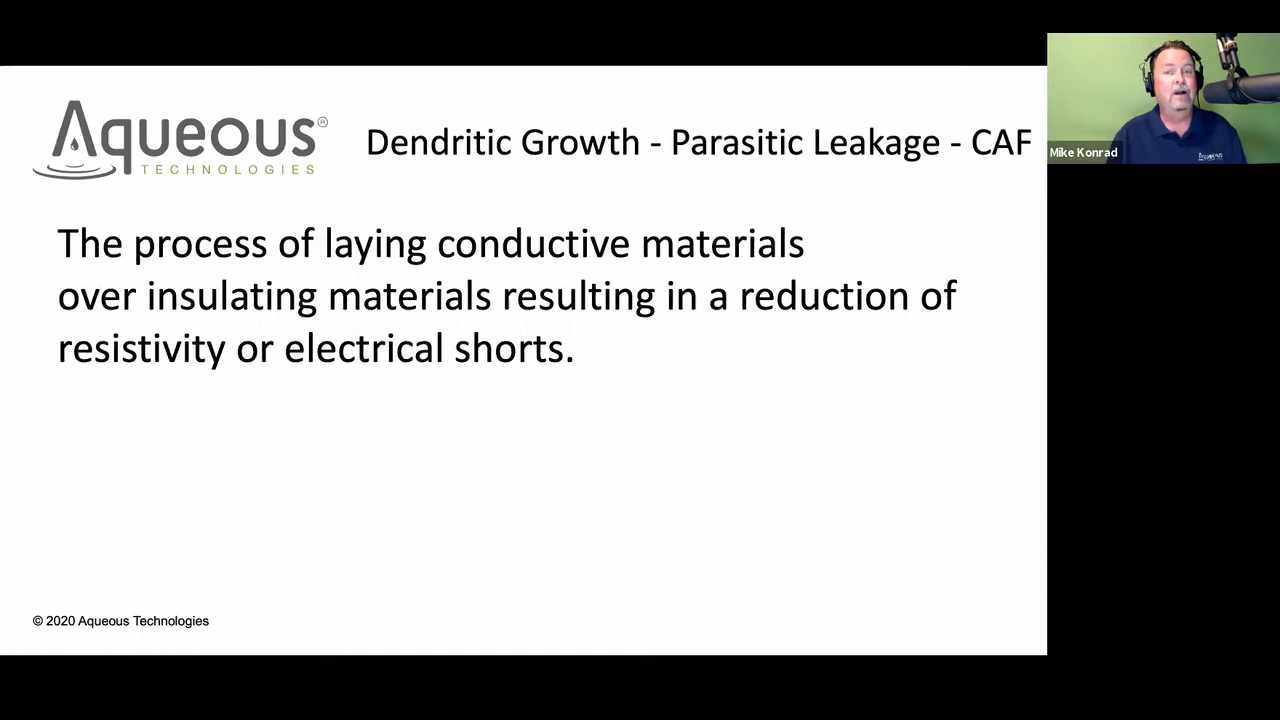 Aqueous®
TECHNOLOGIES
Dendritic Growth - Parasitic Leakage - CAF
Mike Konrad
Aqueous
The process of laying conductive materials
over insulating materials resulting in a reduction of
resistivity or electrical shorts.
© 2020 Aqueous Technologies